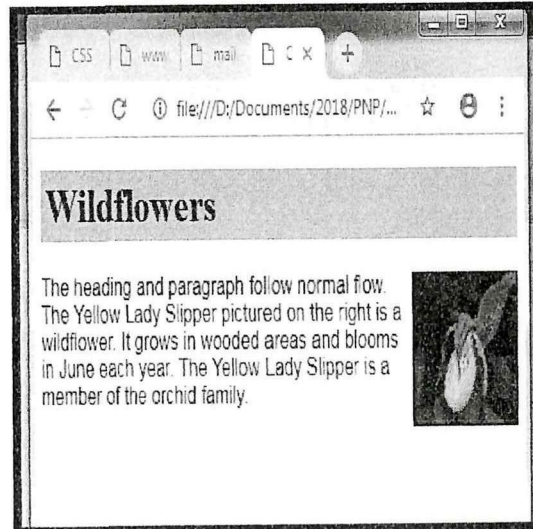 CSS www mail C
file:///D:/Documents/2018/PNP/...
Wildflowers
The heading and paragraph follow normal flow.
The Yellow Lady Slipper pictured on the right is a
wildflower. It grows in wooded areas and blooms
in June each year. The Yellow Lady Slipper is a
member of the orchid family.